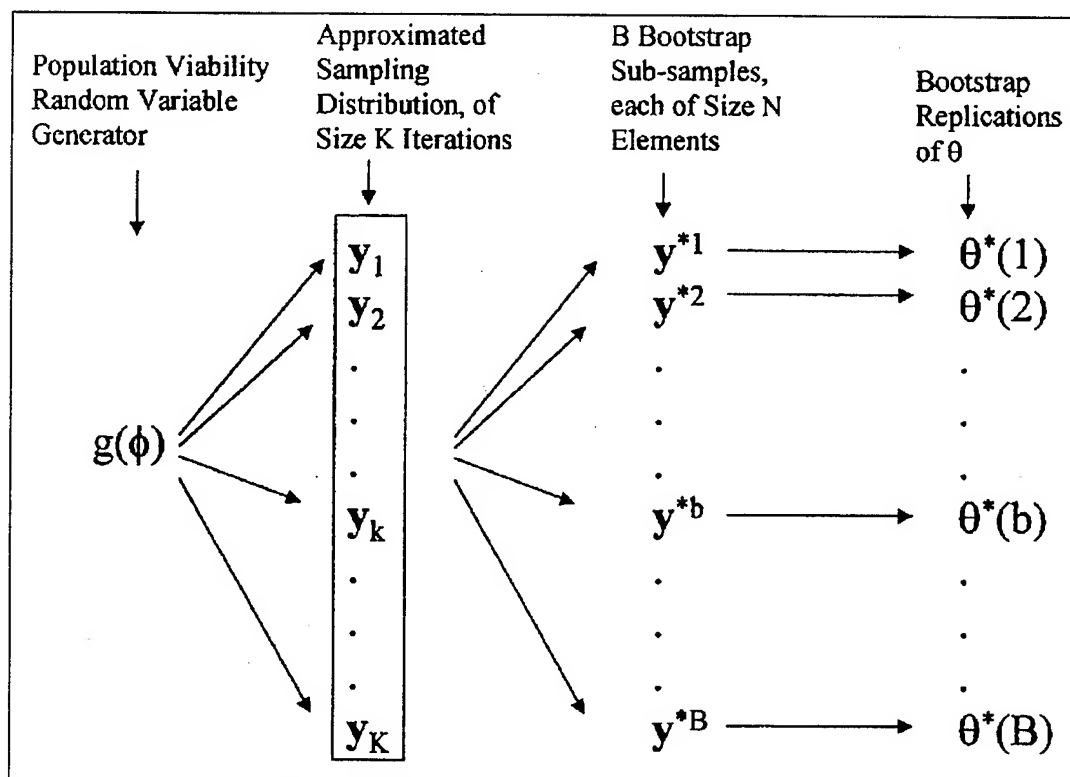 Population Viability
Random Variable
Generator
Approximated
Sampling
Distribution, of
Size K Iterations
B Bootstrap
Sub-samples,
each of Size N
Elements
Bootstrap
Replications
of θ
g(ϕ)
y₁
y₂
.
.
.
yₖ
.
.
.
y_K
y*¹
y*²
.
.
.
y*ᵇ
.
.
.
y*ᴮ
θ*(1)
θ*(2)
.
.
.
θ*(b)
.
.
.
θ*(B)